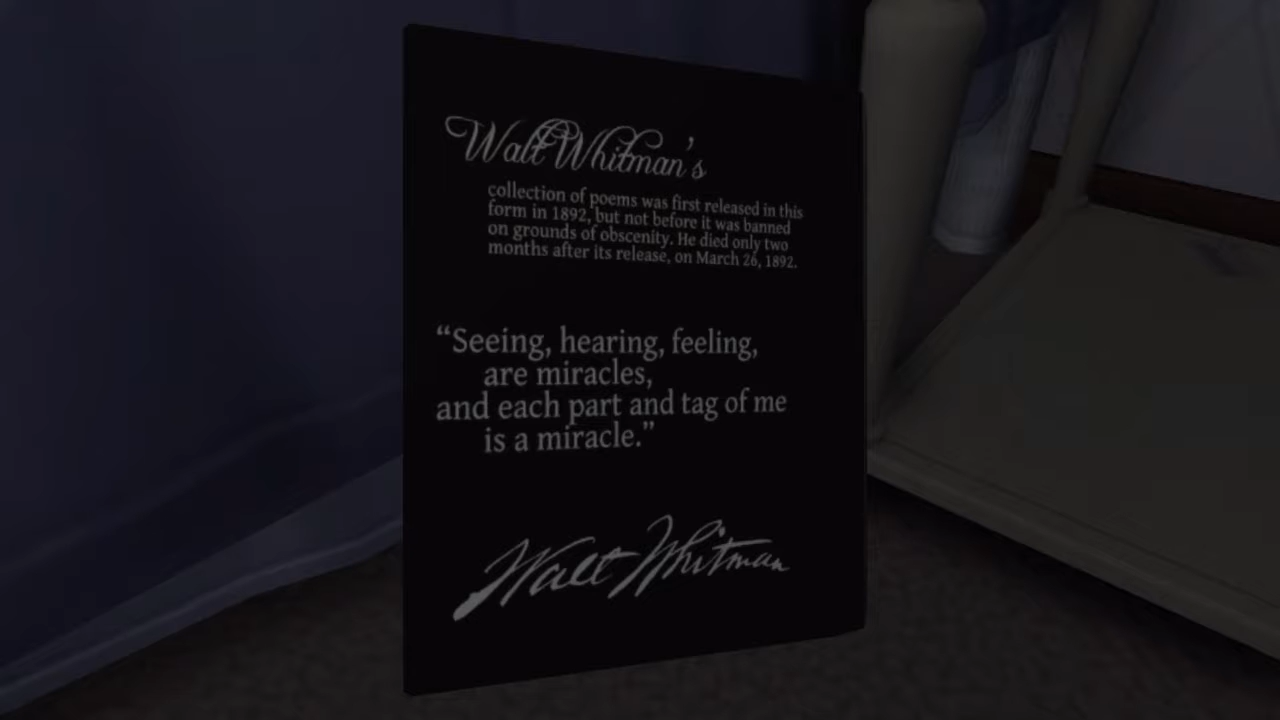 Walt Whitman's
collection of poems was first released in this
form in 1892, but not before it was banned
on grounds of obscenity. He died only two
months after its release, on March 26, 1892.
“Seeing, hearing, feeling,
are miracles,
and each part and tag of me
is a miracle.”
Walt Whitman